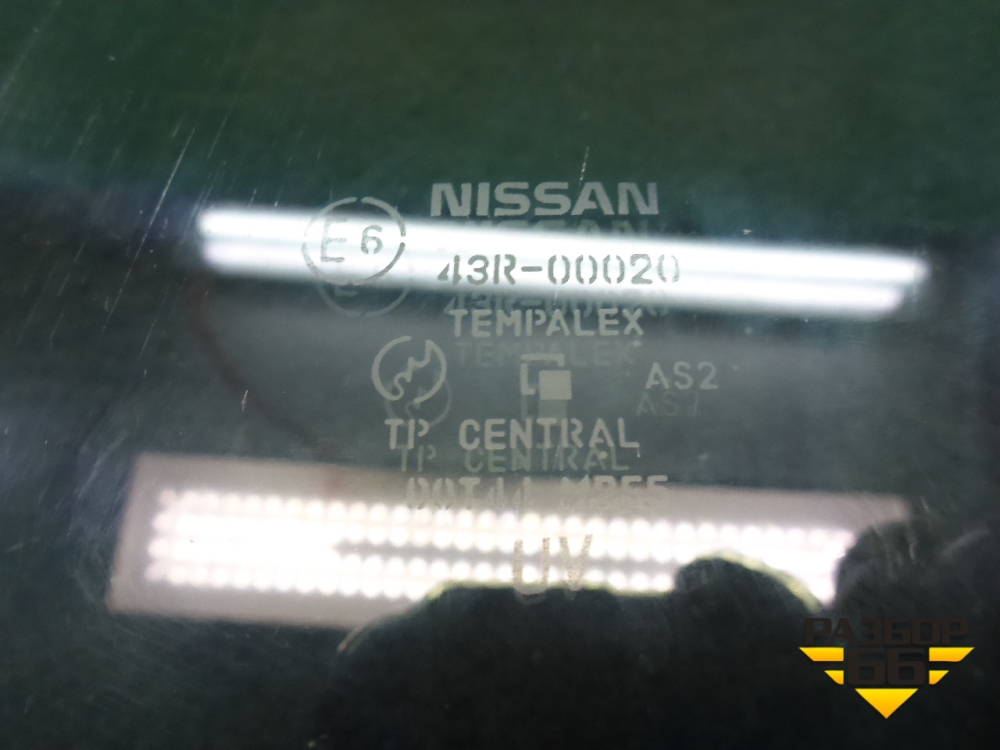 NISSAN
E6
43R-00020
TEMPALEX
AS2
TP CENTRAL
UV
РАЗБОР
66